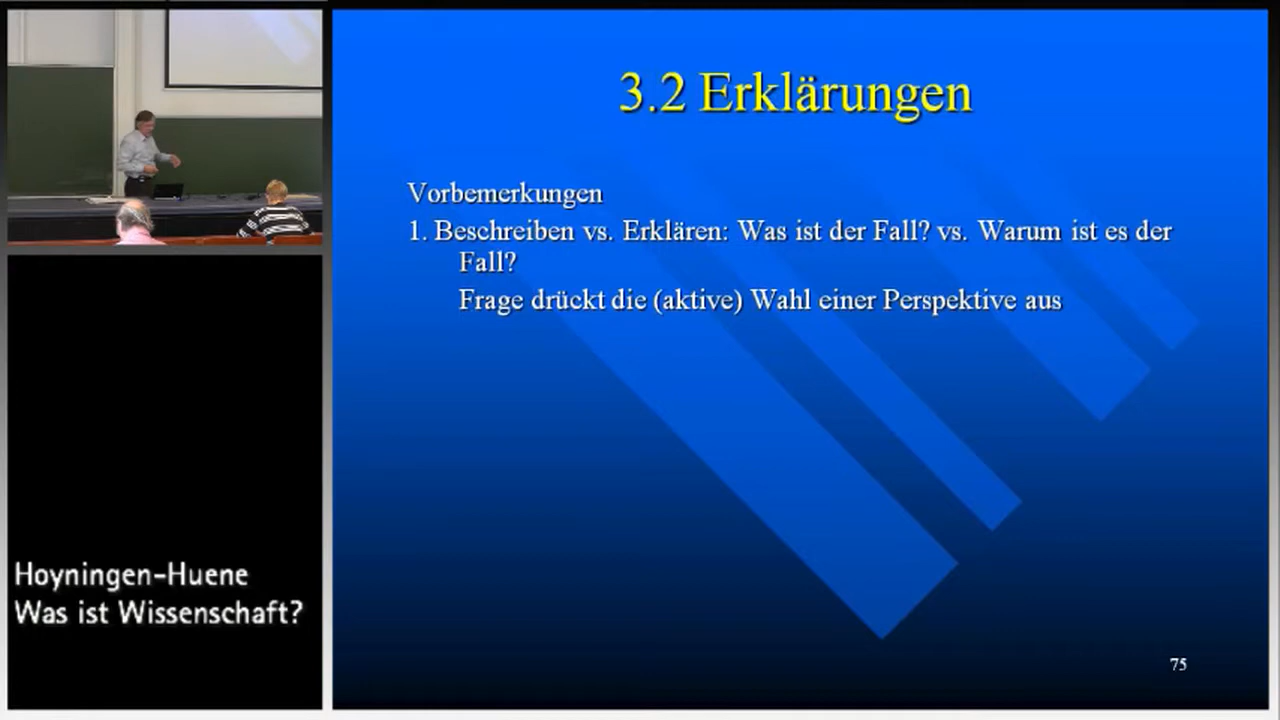 3.2 Erklärungen
Vorbemerkungen
1. Beschreiben vs. Erklären: Was ist der Fall? vs. Warum ist es der
Fall?
Frage drückt die (aktive) Wahl einer Perspektive aus
75
Hoyningen-Huene
Was ist Wissenschaft?